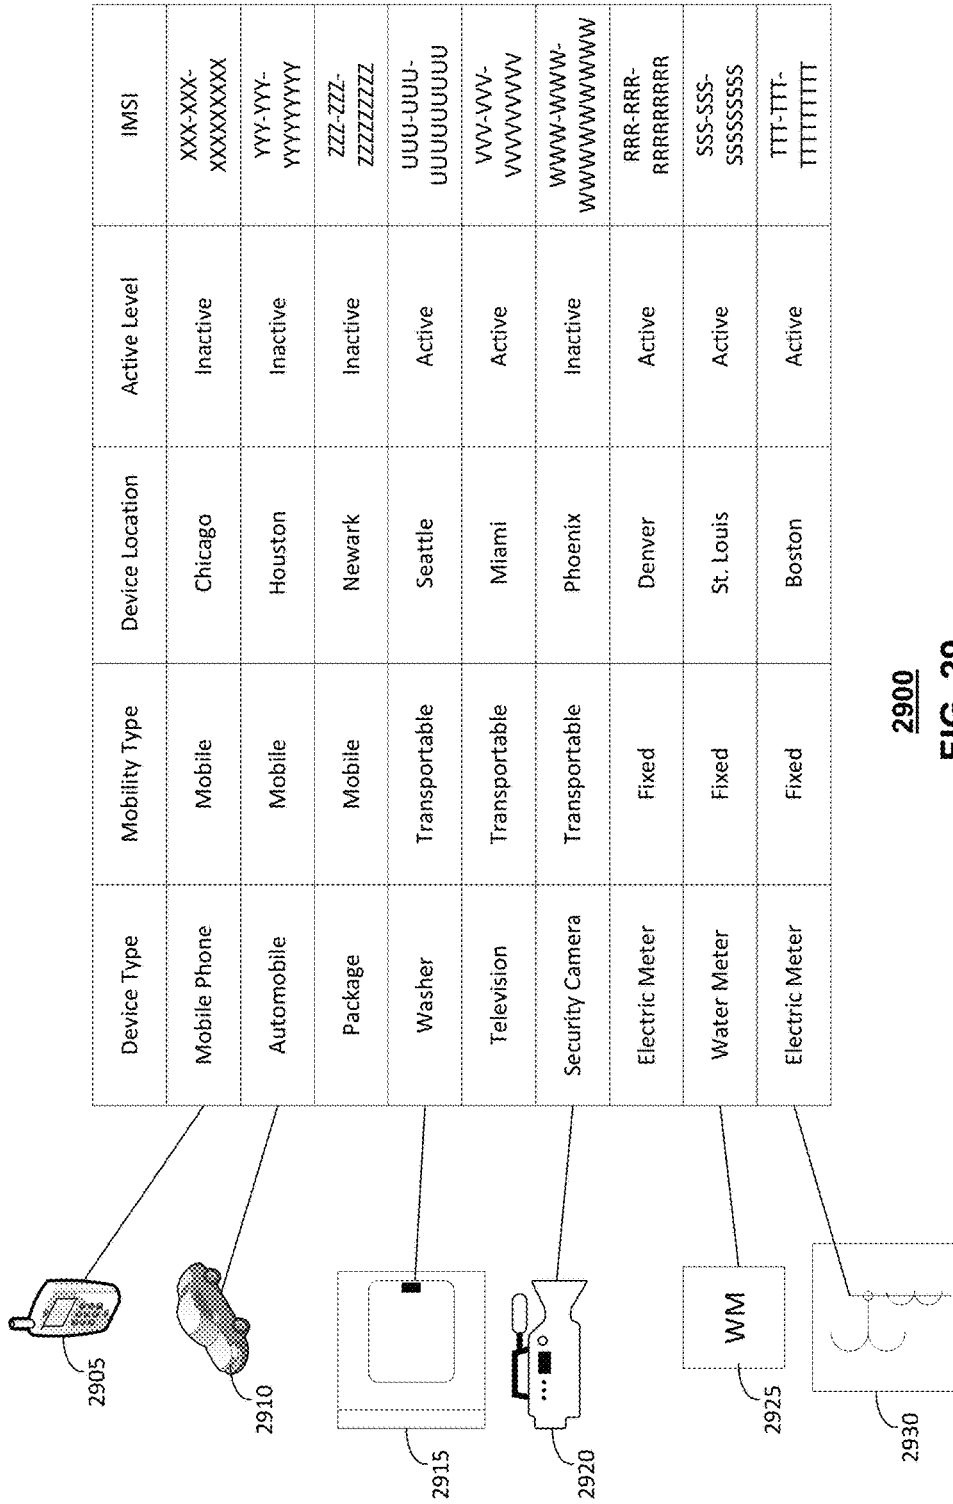 Device Type Mobility Type Device Location Active Level IMSI
Mobile Phone Mobile Chicago Inactive XXX-XXX-
XXXXXXXXX
Automobile Mobile Houston Inactive YYY-YYY-
YYYYYYYYY
Package Mobile Newark Inactive ZZZ-ZZZ-
ZZZZZZZZZ
Washer Transportable Seattle Active UUU-UUU-
UUUUUUUUU
Television Transportable Miami Active VVV-VVV-
VVVVVVVVV
Security Camera Transportable Phoenix Inactive WWW-WWW-
WWWWWWWWW
Electric Meter Fixed Denver Active RRR-RRR-
RRRRRRRRR
Water Meter Fixed St. Louis Active SSS-SSS-
SSSSSSSSS
Electric Meter Fixed Boston Active TTT-TTT-
TTTTTTTTT
2905
2910
2915
2920
WM
2925
2930
2900
FIG. 29